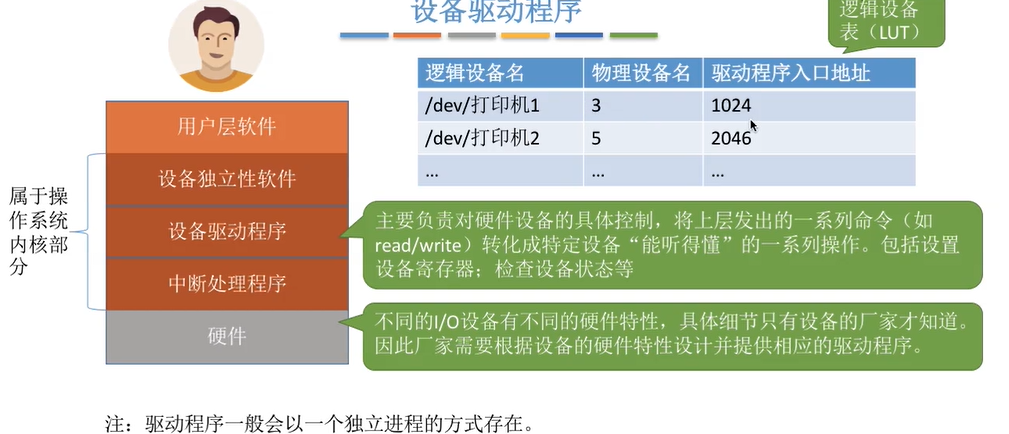 设备驱动程序
逻辑设备
表（LUT）
逻辑设备名 物理设备名 驱动程序入口地址
/dev/打印机1 3 1024
/dev/打印机2 5 2046
… … …
用户层软件
设备独立性软件
设备驱动程序
中断处理程序
硬件
属于操
作系统
内核部
分
主要负责对硬件设备的具体控制，将上层发出的一系列命令（如
read/write）转化成特定设备“能听得懂”的一系列操作。包括设置
设备寄存器；检查设备状态等
不同的I/O设备有不同的硬件特性，具体细节只有设备的厂家才知道。
因此厂家需要根据设备的硬件特性设计并提供相应的驱动程序。
注：驱动程序一般会以一个独立进程的方式存在。